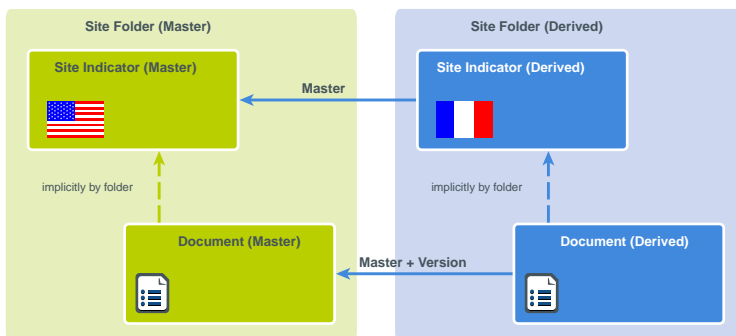 Site Folder (Master)
Site Folder (Derived)
Site Indicator (Master)
Site Indicator (Derived)
Master
implicitly by folder
implicitly by folder
Document (Master)
Document (Derived)
Master + Version